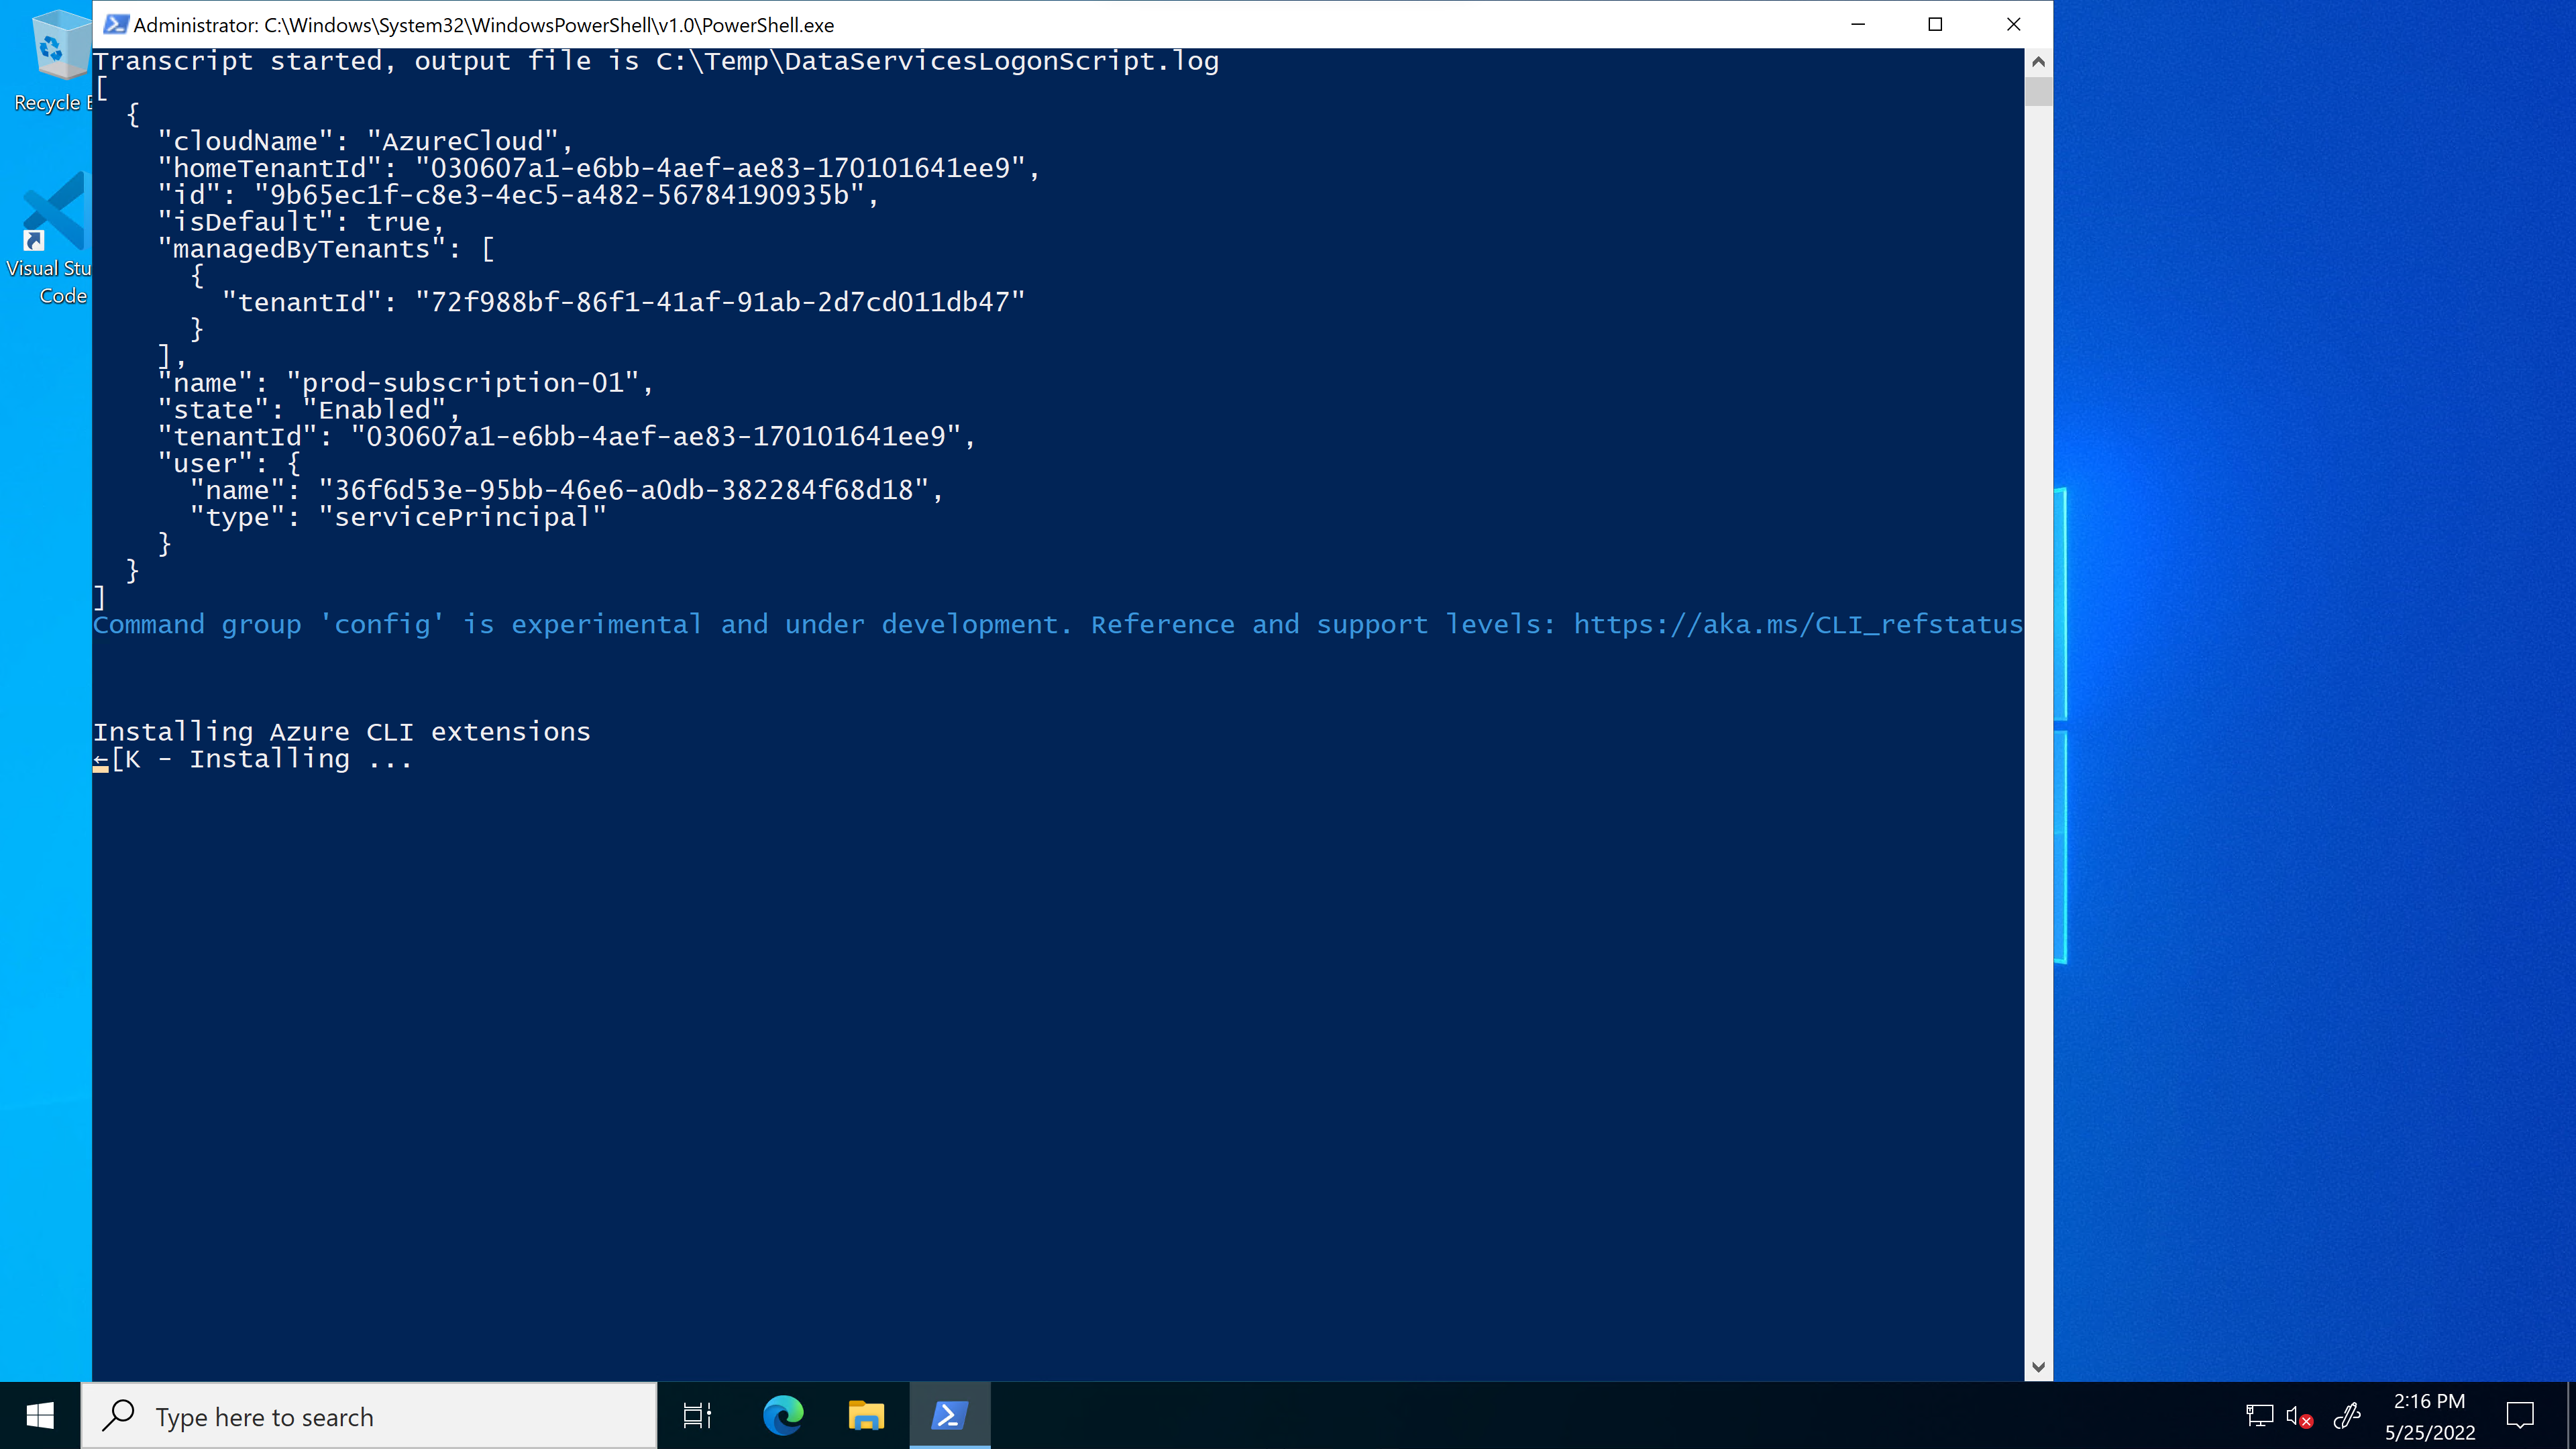 Administrator: C:\Windows\System32\WindowsPowerShell\v1.0\PowerShell.exe
Recycle B
Visual Stu
Code
Transcript started, output file is C:\Temp\DataServicesLogonScript.log
[
  {
    "cloudName": "AzureCloud",
    "homeTenantId": "030607a1-e6bb-4aef-ae83-170101641ee9",
    "id": "9b65ec1f-c8e3-4ec5-a482-56784190935b",
    "isDefault": true,
    "managedByTenants": [
      {
        "tenantId": "72f988bf-86f1-41af-91ab-2d7cd011db47"
      }
    ],
    "name": "prod-subscription-01",
    "state": "Enabled",
    "tenantId": "030607a1-e6bb-4aef-ae83-170101641ee9",
    "user": {
      "name": "36f6d53e-95bb-46e6-a0db-382284f68d18",
      "type": "servicePrincipal"
    }
  }
]
Command group 'config' is experimental and under development. Reference and support levels: https://aka.ms/CLI_refstatus
Installing Azure CLI extensions
←[K - Installing ...
Type here to search
2:16 PM
5/25/2022